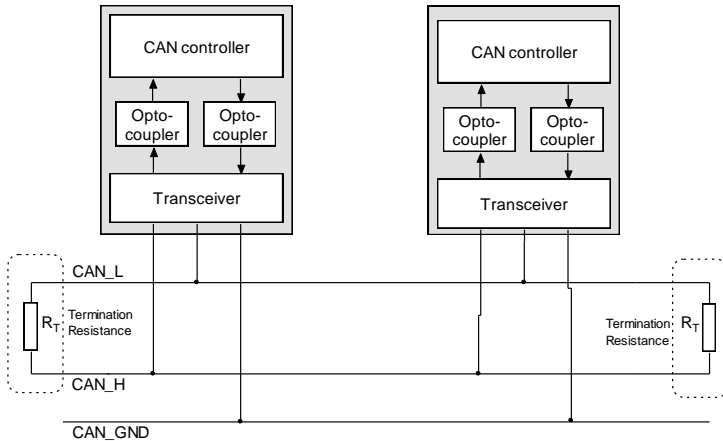 CAN controller
Opto-
coupler
Opto-
coupler
Transceiver
CAN controller
Opto-
coupler
Opto-
coupler
Transceiver
CAN_L
RT
Termination
Resistance
Termination
Resistance
RT
CAN_H
CAN_GND